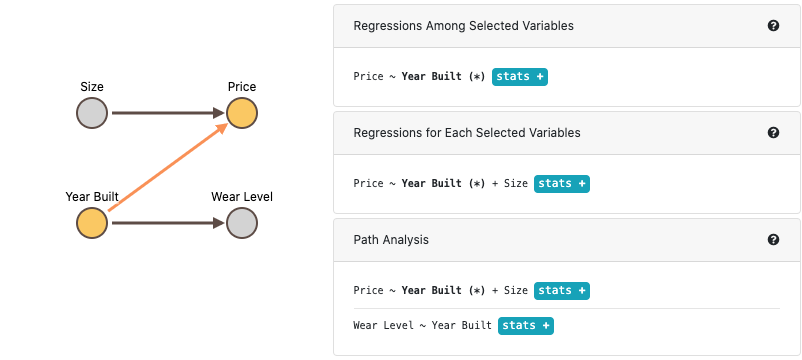 Size
Price
Year Built
Wear Level
Regressions Among Selected Variables
?
Price ~ Year Built (*) stats +
Regressions for Each Selected Variables
?
Price ~ Year Built (*) + Size stats +
Path Analysis
?
Price ~ Year Built (*) + Size stats +
Wear Level ~ Year Built stats +